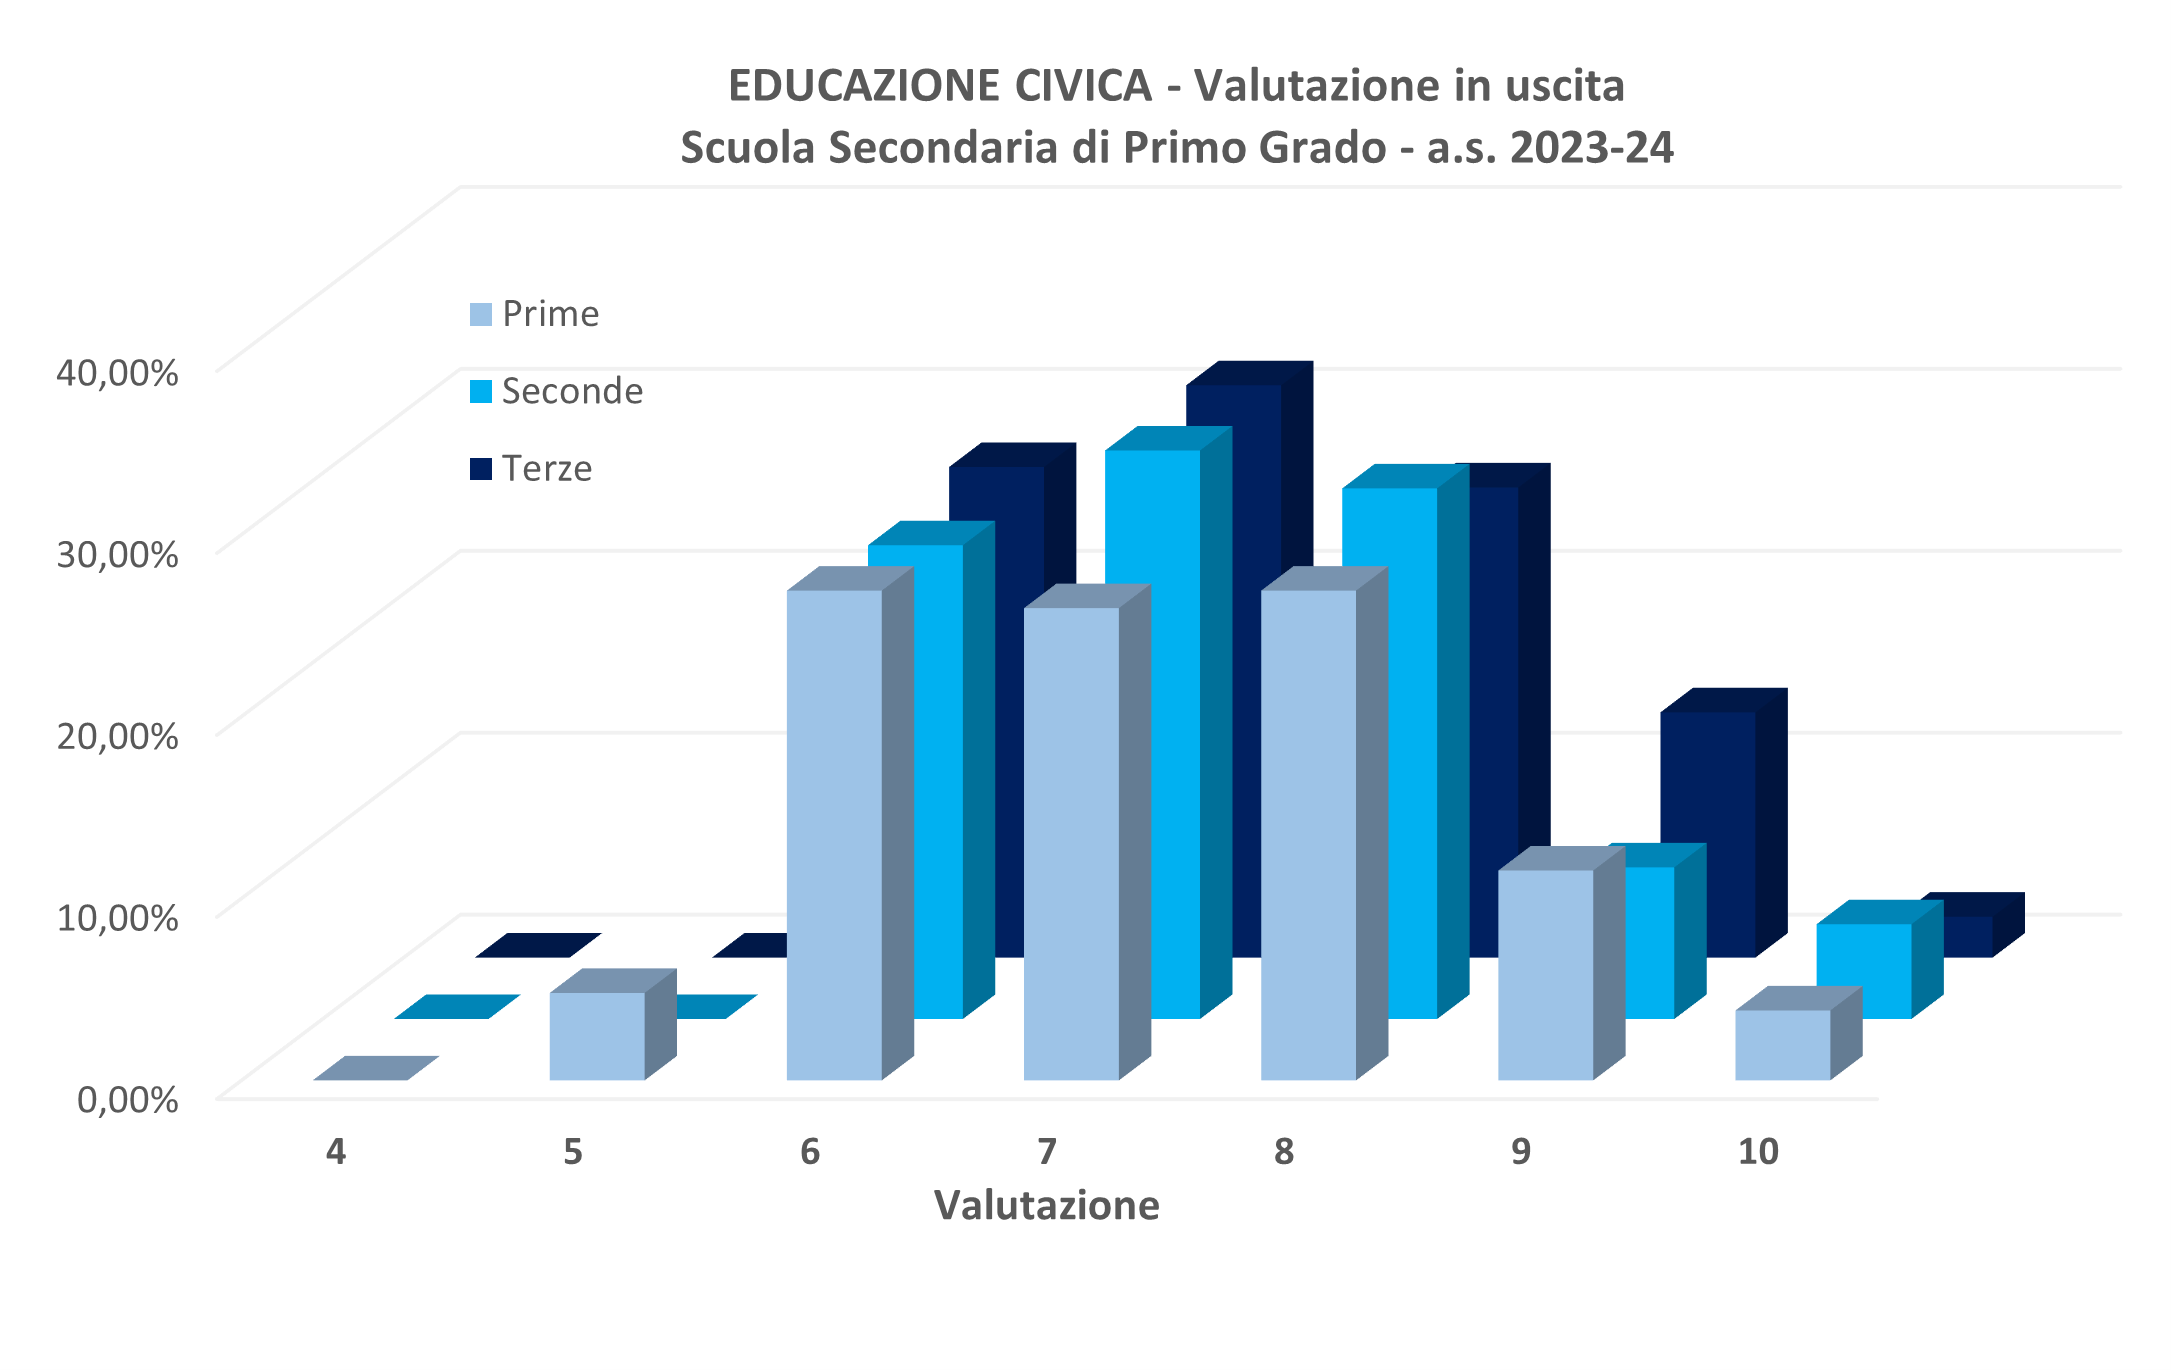 EDUCAZIONE CIVICA - Valutazione in uscita
Scuola Secondaria di Primo Grado - a.s. 2023-24
Prime
Seconde
Terze
40,00%
30,00%
20,00%
10,00%
0,00%
4 5 6 7 8 9 10
Valutazione